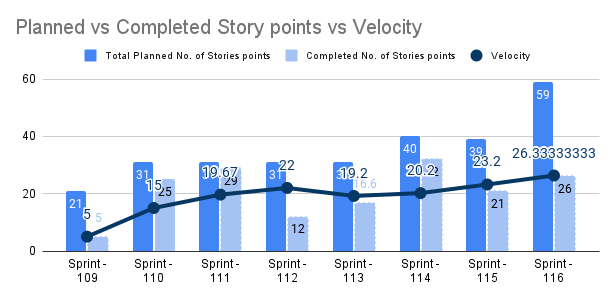 Planned vs Completed Story points vs Velocity
Total Planned No. of Stories points
Completed No. of Stories points
Velocity
60
40
20
0
21
5
5
31
15
25
19.67
29
31
22
12
19.2
16.6
40
20.2
39
23.2
21
59
26.33333333
26
Sprint -
109
Sprint -
110
Sprint -
111
Sprint -
112
Sprint -
113
Sprint -
114
Sprint -
115
Sprint -
116